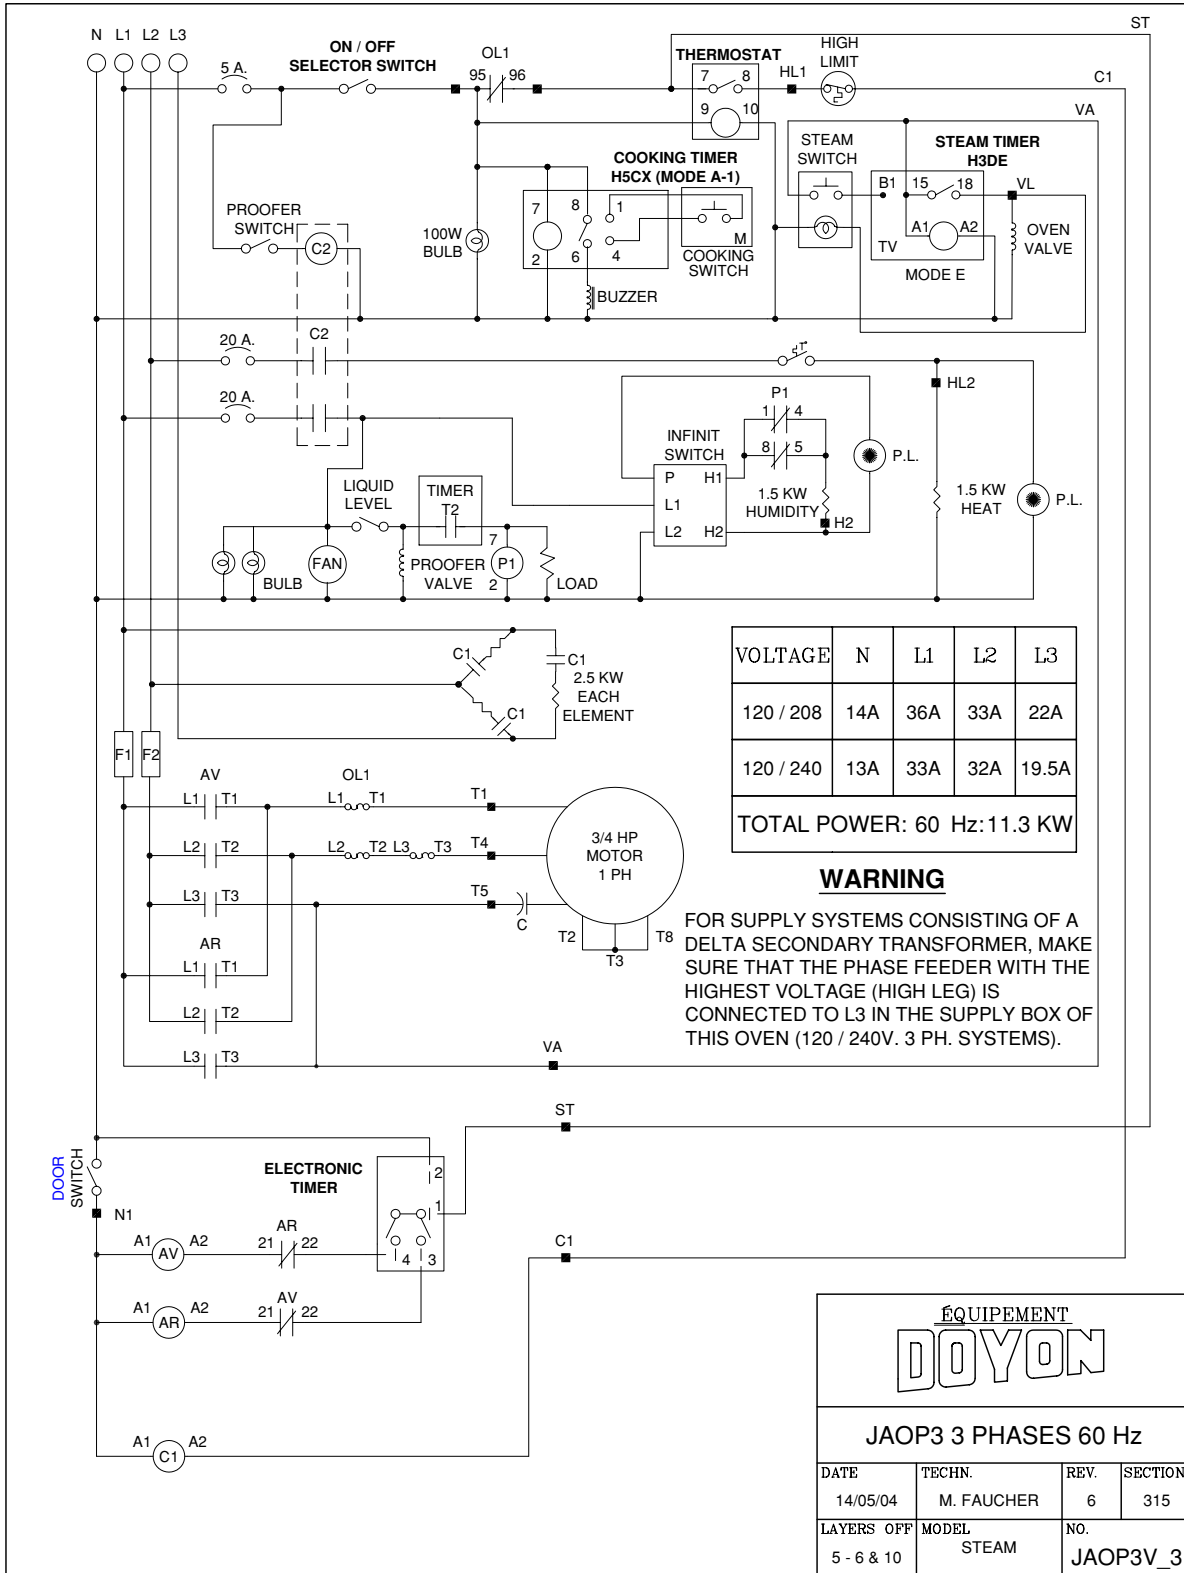 ST
N L1 L2 L3
ON / OFF
SELECTOR SWITCH
OL1
THERMOSTAT
HIGH
LIMIT
5 A.
95 96
7 8
HL1
C1
9 10
VA
STEAM
SWITCH
STEAM TIMER
H3DE
COOKING TIMER
H5CX (MODE A-1)
B1 15 18 VL
PROOFER
SWITCH
7 8 1
M
A1 A2
OVEN
VALVE
TV
C2
100W
BULB
2 6 4
COOKING
SWITCH
MODE E
BUZZER
20 A.
C2
T°
HL2
20 A.
P1
1 4
INFINIT
SWITCH
8 5
P.L.
P H1
LIQUID
LEVEL
TIMER
T2
L1
1.5 KW
HUMIDITY
1.5 KW
HEAT
P.L.
L2 H2
H2
7
BULB
FAN
PROOFER
VALVE
P1
2
LOAD
C1
C1
2.5 KW
EACH
ELEMENT
C1
VOLTAGE N L1 L2 L3
120 / 208 14A 36A 33A 22A
120 / 240 13A 33A 32A 19.5A
TOTAL POWER: 60 Hz:11.3 KW
F1 F2
AV
OL1
L1 T1
L1 T1
T1
3/4 HP
MOTOR
1 PH
L2 T2
L2 T2 L3 T3
T4
WARNING
L3 T3
T5
C
T2 T8
T3
FOR SUPPLY SYSTEMS CONSISTING OF A
DELTA SECONDARY TRANSFORMER, MAKE
SURE THAT THE PHASE FEEDER WITH THE
HIGHEST VOLTAGE (HIGH LEG) IS
CONNECTED TO L3 IN THE SUPPLY BOX OF
THIS OVEN (120 / 240V. 3 PH. SYSTEMS).
AR
L1 T1
L2 T2
L3 T3
VA
ST
DOOR
SWITCH
ELECTRONIC
TIMER
2
1
N1
A1 AV A2
AR
21 22
4 3
C1
A1 AR A2
AV
21 22
A1 C1 A2
ÉQUIPEMENT
DOYON
JAOP3 3 PHASES 60 Hz
DATE TECHN. REV. SECTION
14/05/04 M. FAUCHER 6 315
LAYERS OFF MODEL NO.
5 - 6 & 10 STEAM JAOP3V_3